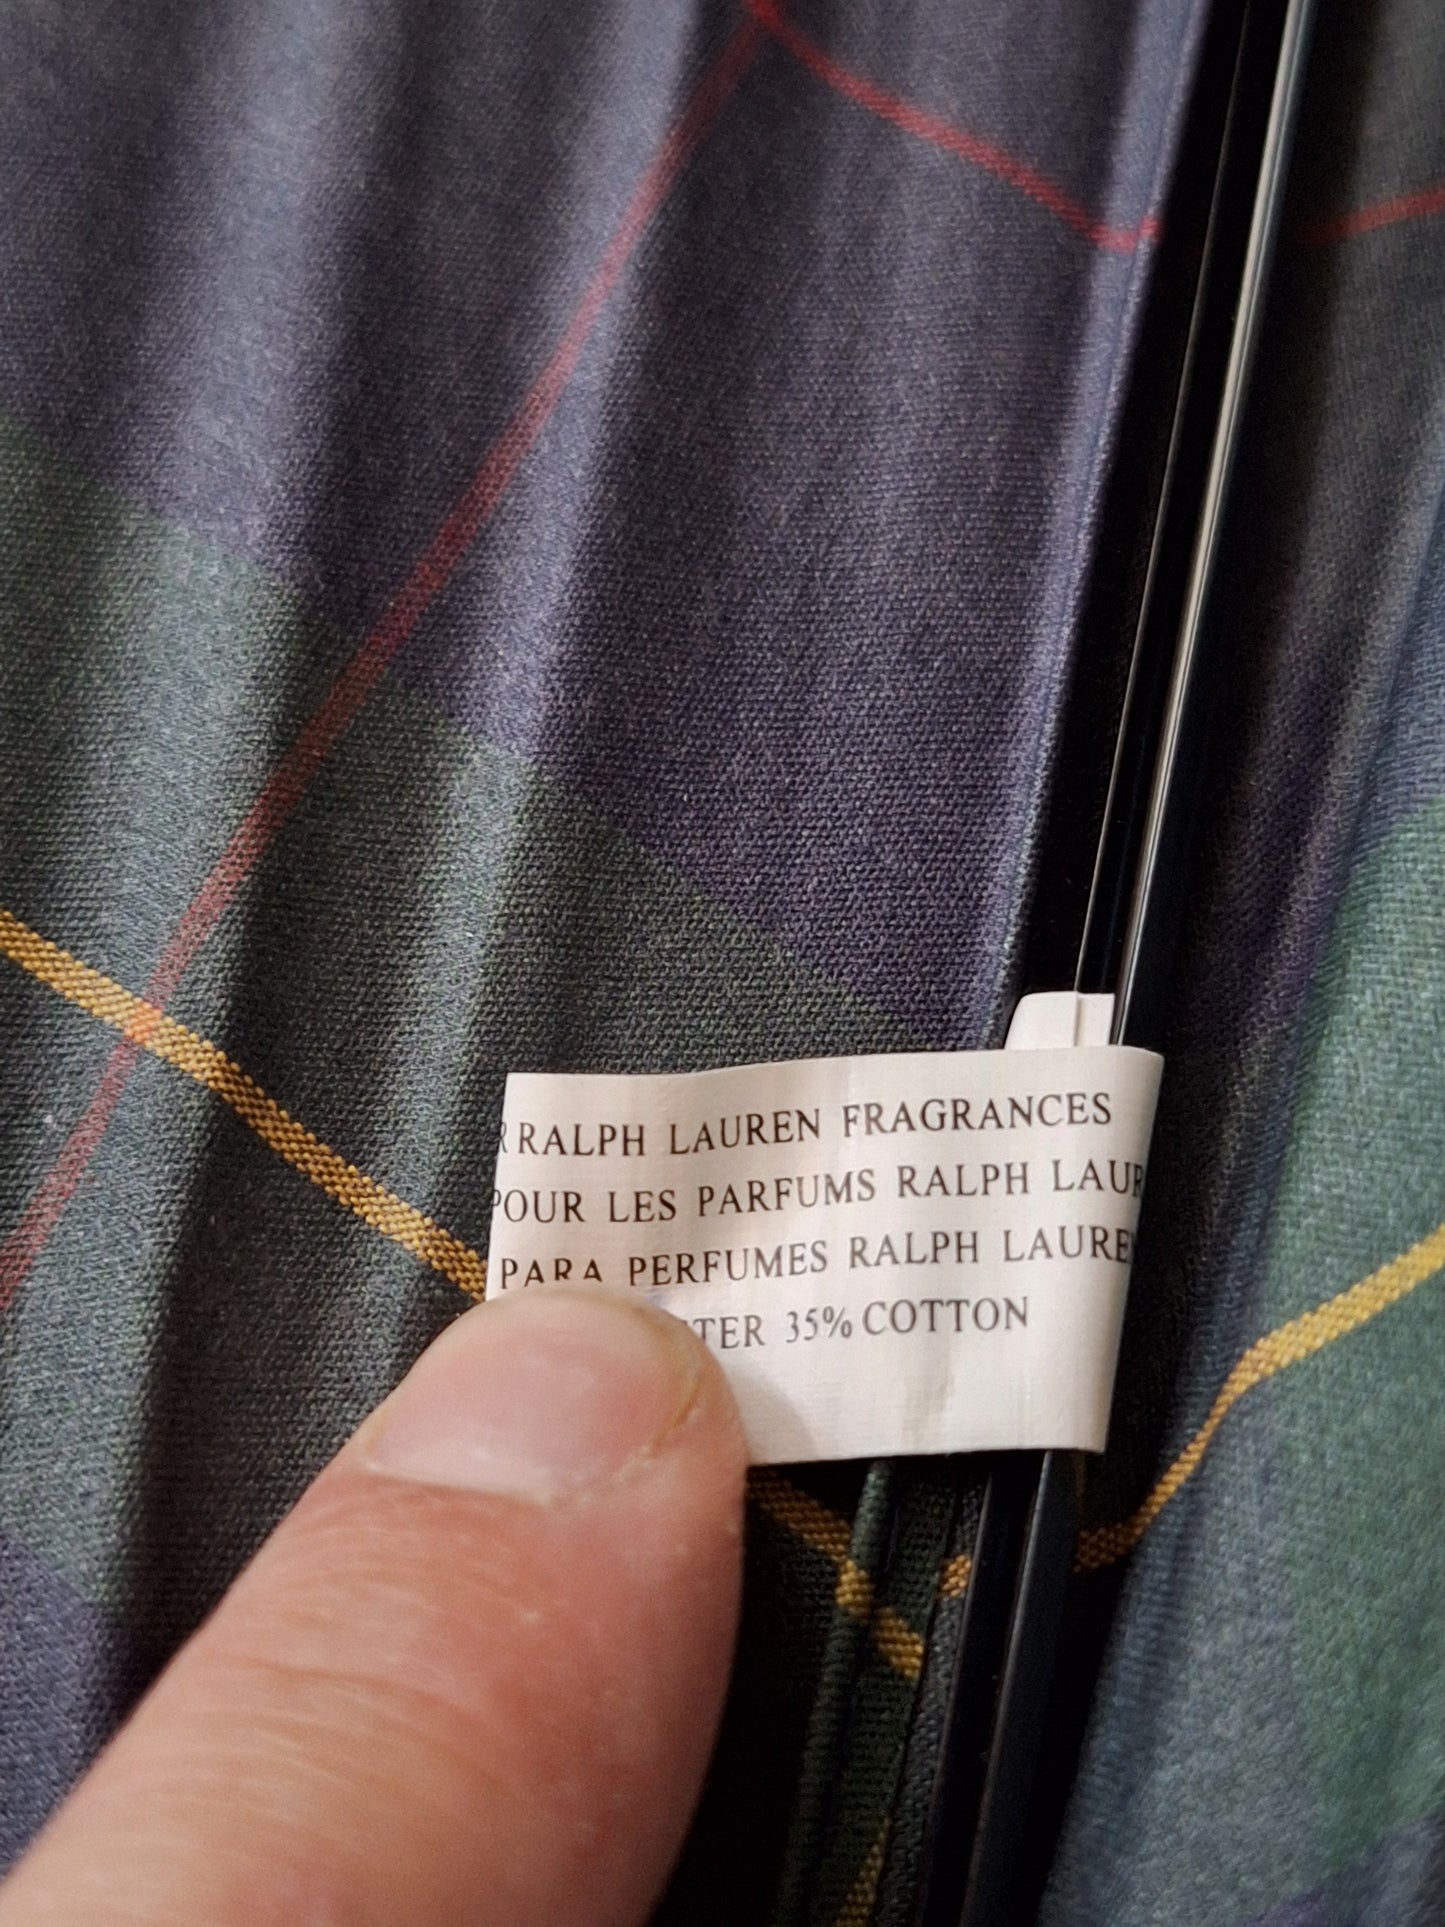 RALPH LAUREN FRAGRANCES
POUR LES PARFUMS RALPH LAUR
PARA PERFUMES RALPH LAURE
TER 35% COTTON